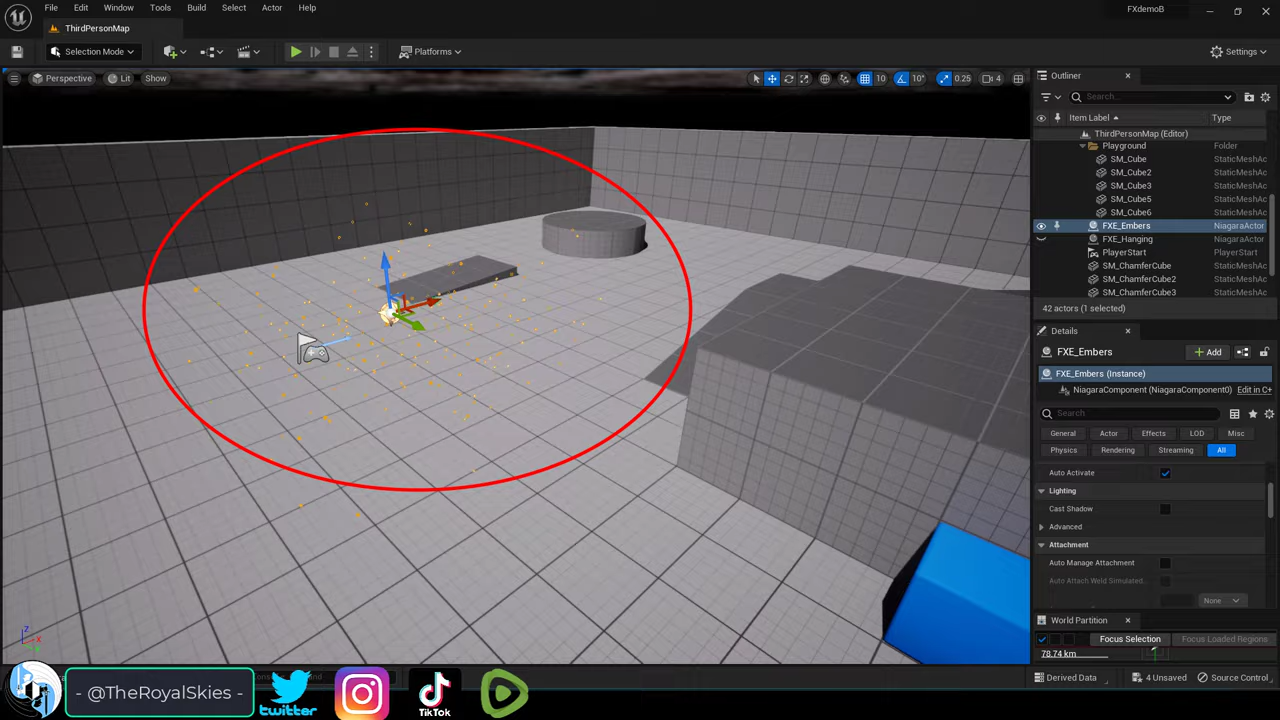 File Edit View Window Tools Build Select Actor Help
FXdemoB
ThirdPersonMap
Selection Mode
Platforms
Settings
Perspective Lit Show
10 10° 0.25 4
Outliner
Search...
Item Label Type
ThirdPersonMap (Editor)
Playground Folder
SM_Cube StaticMeshAc
SM_Cube2 StaticMeshAc
SM_Cube3 StaticMeshAc
SM_Cube5 StaticMeshAc
SM_Cube6 StaticMeshAc
FXE_Embers NiagaraActor
FXE_Hanging NiagaraActor
PlayerStart PlayerStart
SM_ChamferCube StaticMeshAc
SM_ChamferCube2 StaticMeshAc
SM_ChamferCube3 StaticMeshAc
42 actors (1 selected)
Details
FXE_Embers
Add
FXE_Embers (Instance)
NiagaraComponent (NiagaraComponent0) Edit in C+
Search
General Actor Effects LOD Misc
Physics Rendering Streaming All
Auto Activate
Lighting
Cast Shadow
Advanced
Attachment
Auto Manage Attachment
Auto Attach Weld Simulated...
None
World Partition
Focus Selection Focus Loaded Regions
78.74 km
Z
X
Derived Data 4 Unsaved Source Control
- @TheRoyalSkies -
twitter
TikTok